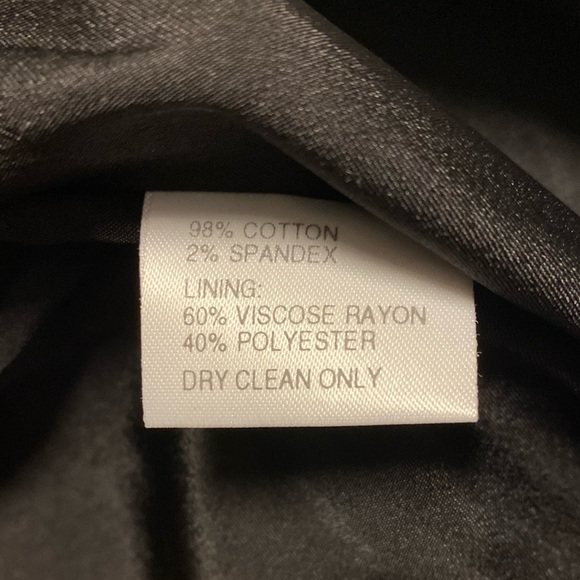 98% COTTON
2% SPANDEX
LINING:
60% VISCOSE RAYON
40% POLYESTER
DRY CLEAN ONLY